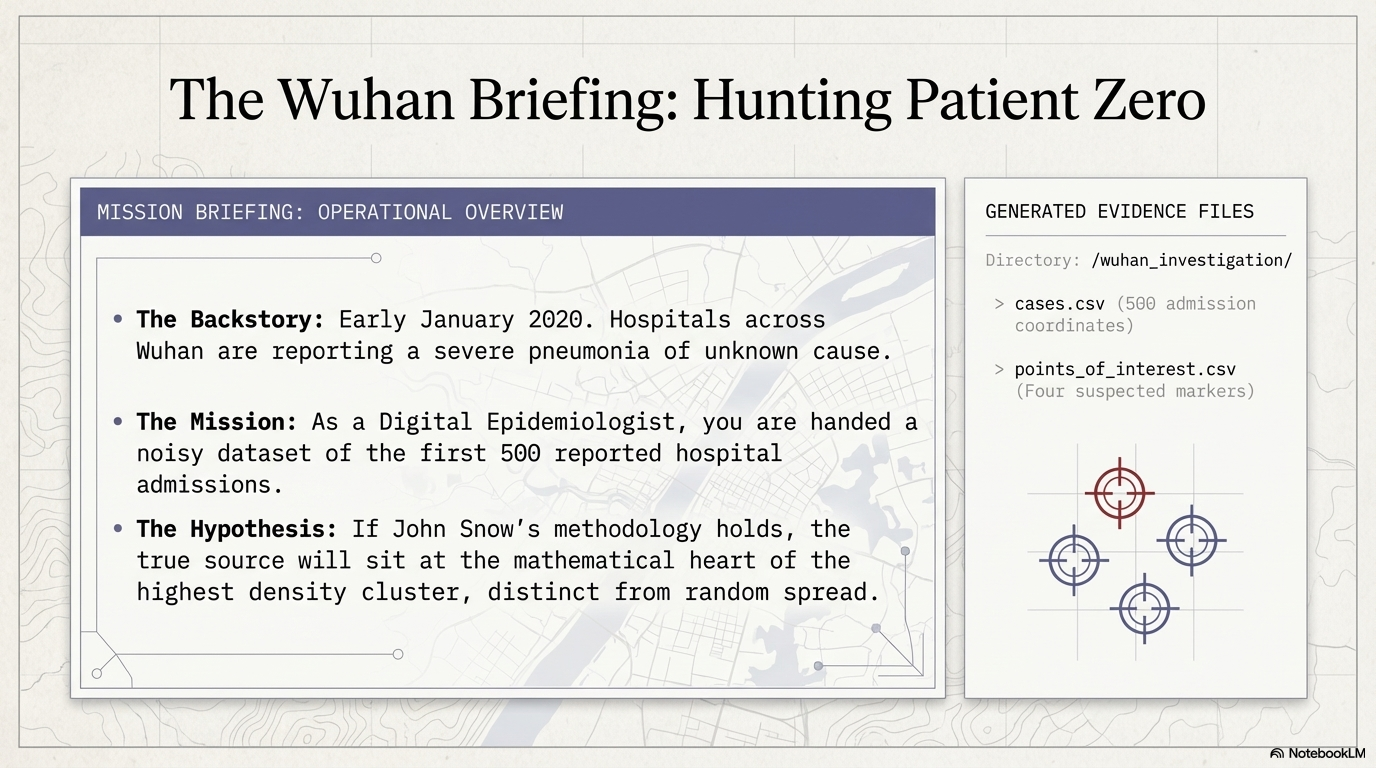 The Wuhan Briefing: Hunting Patient Zero
MISSION BRIEFING: OPERATIONAL OVERVIEW
• The Backstory: Early January 2020. Hospitals across
Wuhan are reporting a severe pneumonia of unknown cause.
• The Mission: As a Digital Epidemiologist, you are handed a
noisy dataset of the first 500 reported hospital
admissions.
• The Hypothesis: If John Snow’s methodology holds, the
true source will sit at the mathematical heart of the
highest density cluster, distinct from random spread.
GENERATED EVIDENCE FILES
Directory: /wuhan_investigation/
> cases.csv (500 admission
coordinates)
> points_of_interest.csv
(Four suspected markers)
NotebookLM